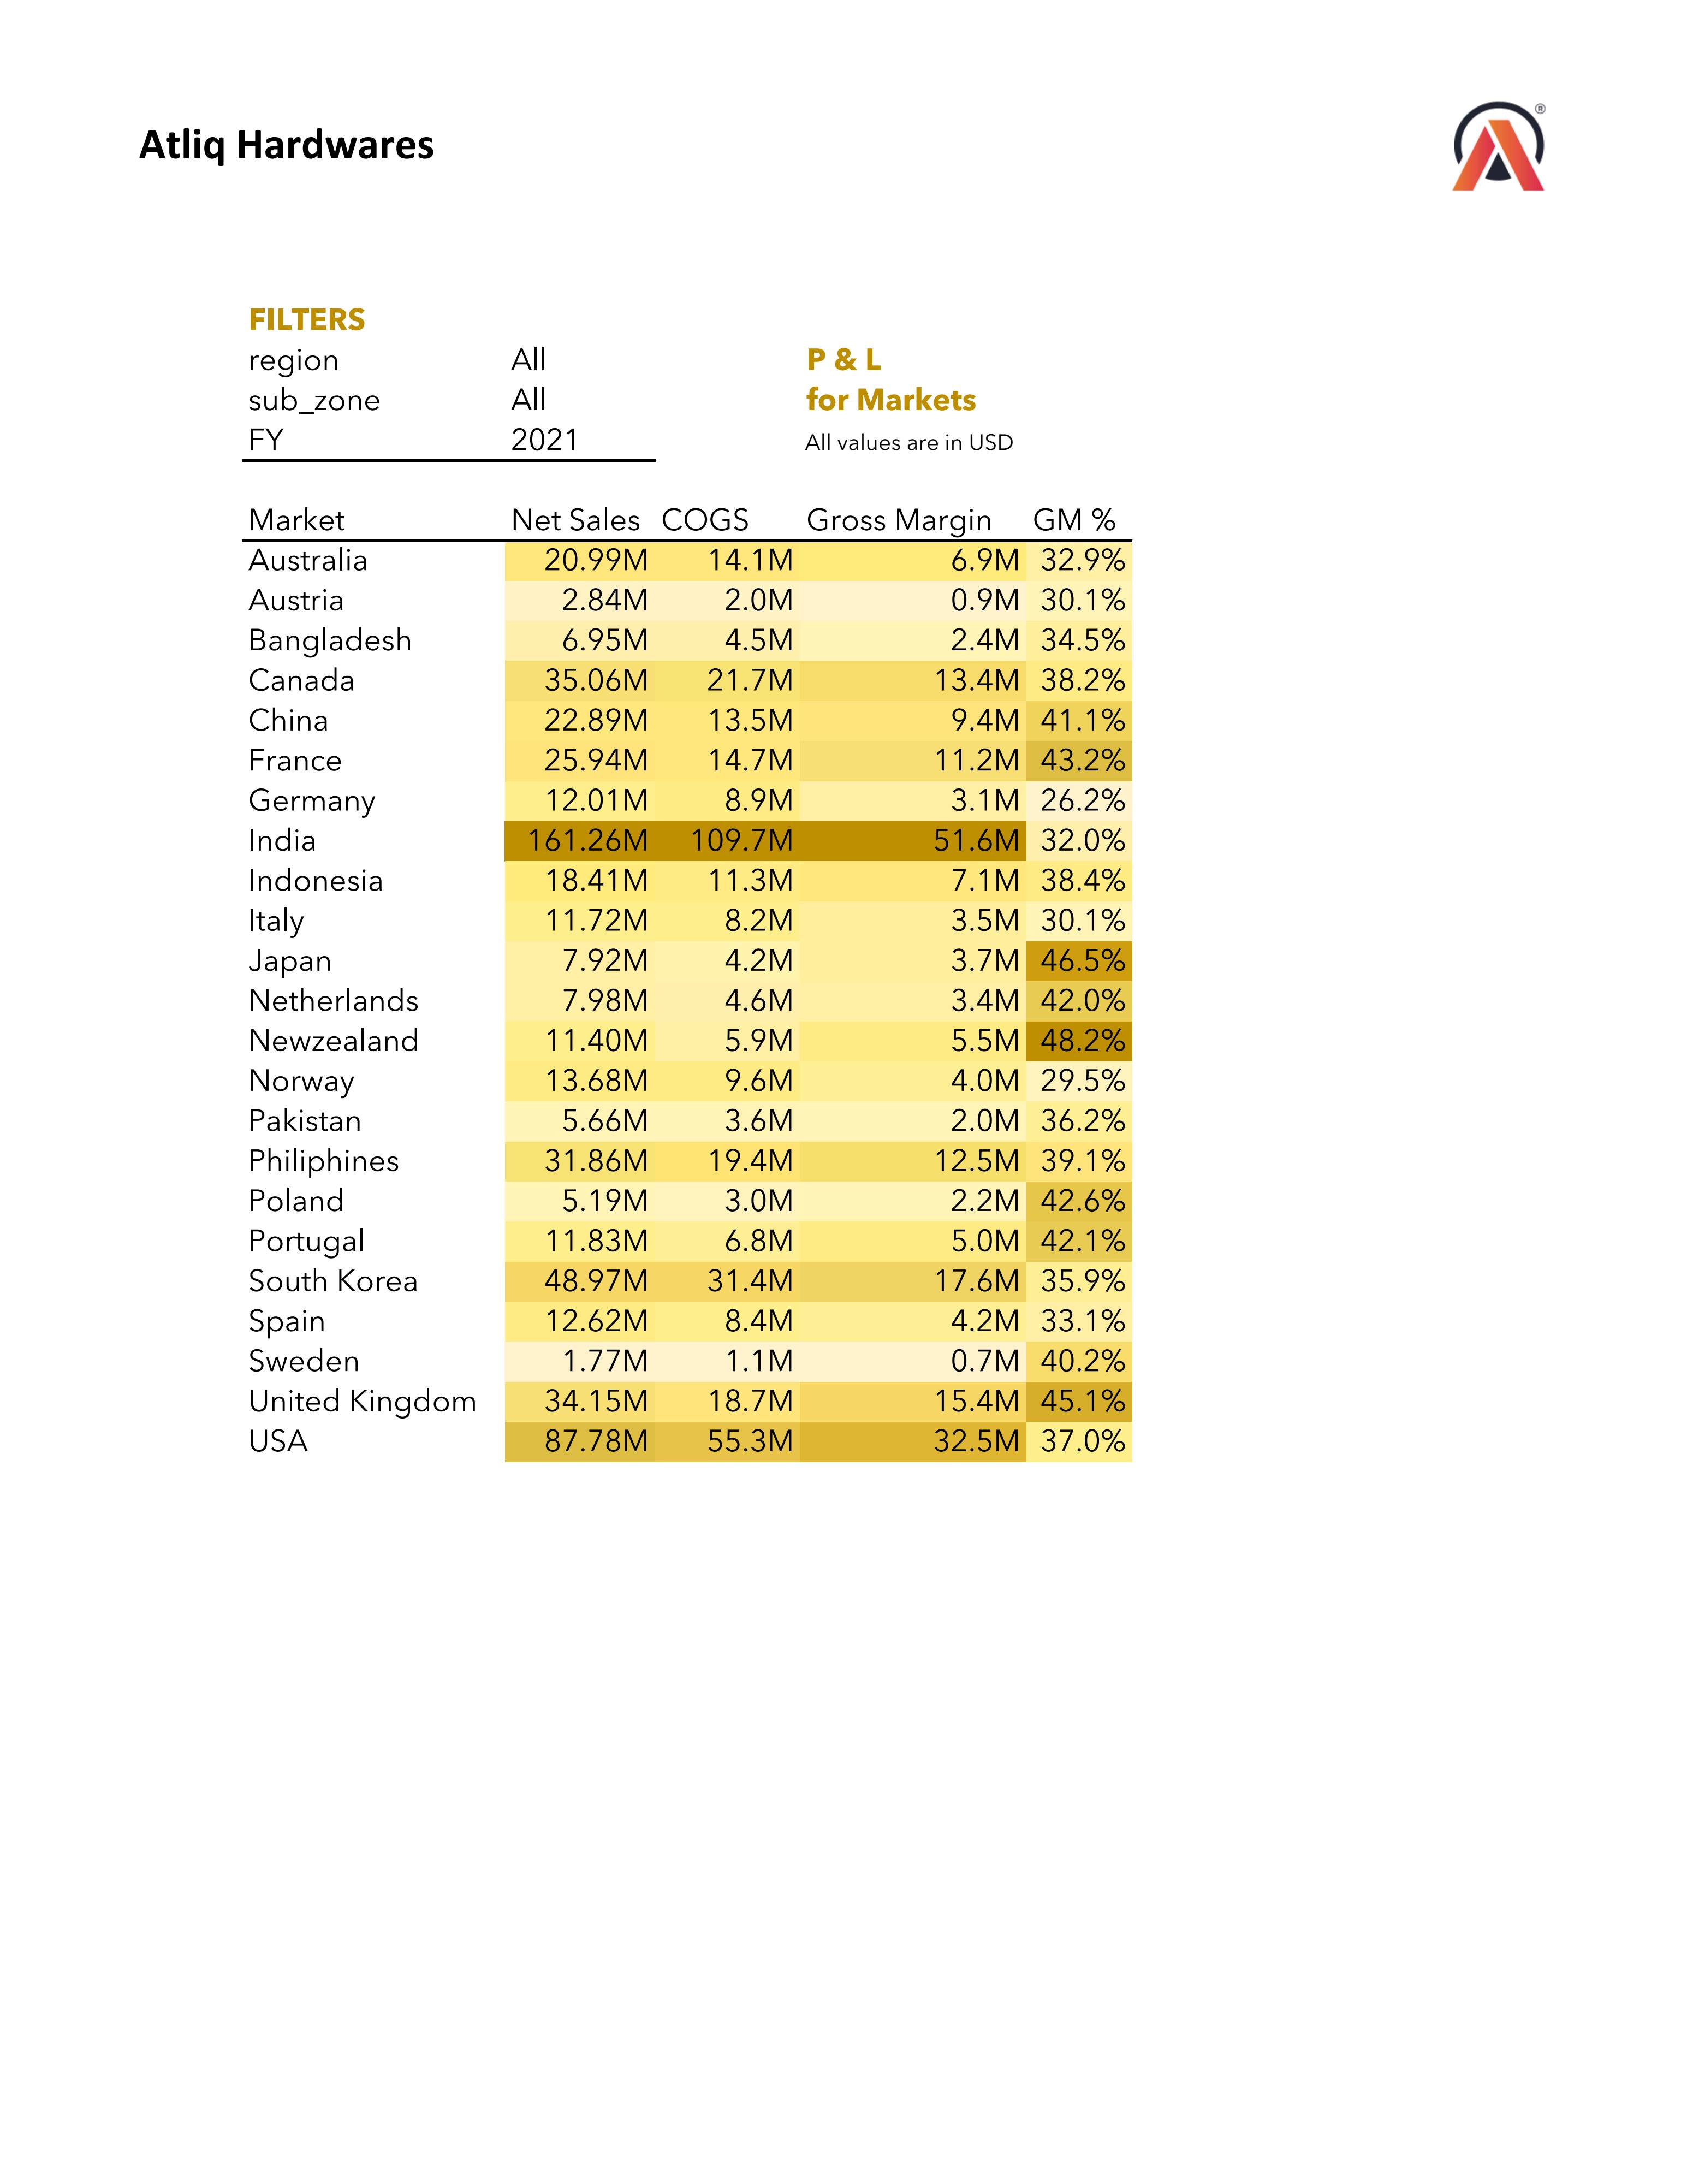 Atliq Hardwares
®
FILTERS
region All P & L
sub_zone All for Markets
FY 2021 All values are in USD
Market Net Sales COGS Gross Margin GM %
Australia 20.99M 14.1M 6.9M 32.9%
Austria 2.84M 2.0M 0.9M 30.1%
Bangladesh 6.95M 4.5M 2.4M 34.5%
Canada 35.06M 21.7M 13.4M 38.2%
China 22.89M 13.5M 9.4M 41.1%
France 25.94M 14.7M 11.2M 43.2%
Germany 12.01M 8.9M 3.1M 26.2%
India 161.26M 109.7M 51.6M 32.0%
Indonesia 18.41M 11.3M 7.1M 38.4%
Italy 11.72M 8.2M 3.5M 30.1%
Japan 7.92M 4.2M 3.7M 46.5%
Netherlands 7.98M 4.6M 3.4M 42.0%
Newzealand 11.40M 5.9M 5.5M 48.2%
Norway 13.68M 9.6M 4.0M 29.5%
Pakistan 5.66M 3.6M 2.0M 36.2%
Philiphines 31.86M 19.4M 12.5M 39.1%
Poland 5.19M 3.0M 2.2M 42.6%
Portugal 11.83M 6.8M 5.0M 42.1%
South Korea 48.97M 31.4M 17.6M 35.9%
Spain 12.62M 8.4M 4.2M 33.1%
Sweden 1.77M 1.1M 0.7M 40.2%
United Kingdom 34.15M 18.7M 15.4M 45.1%
USA 87.78M 55.3M 32.5M 37.0%